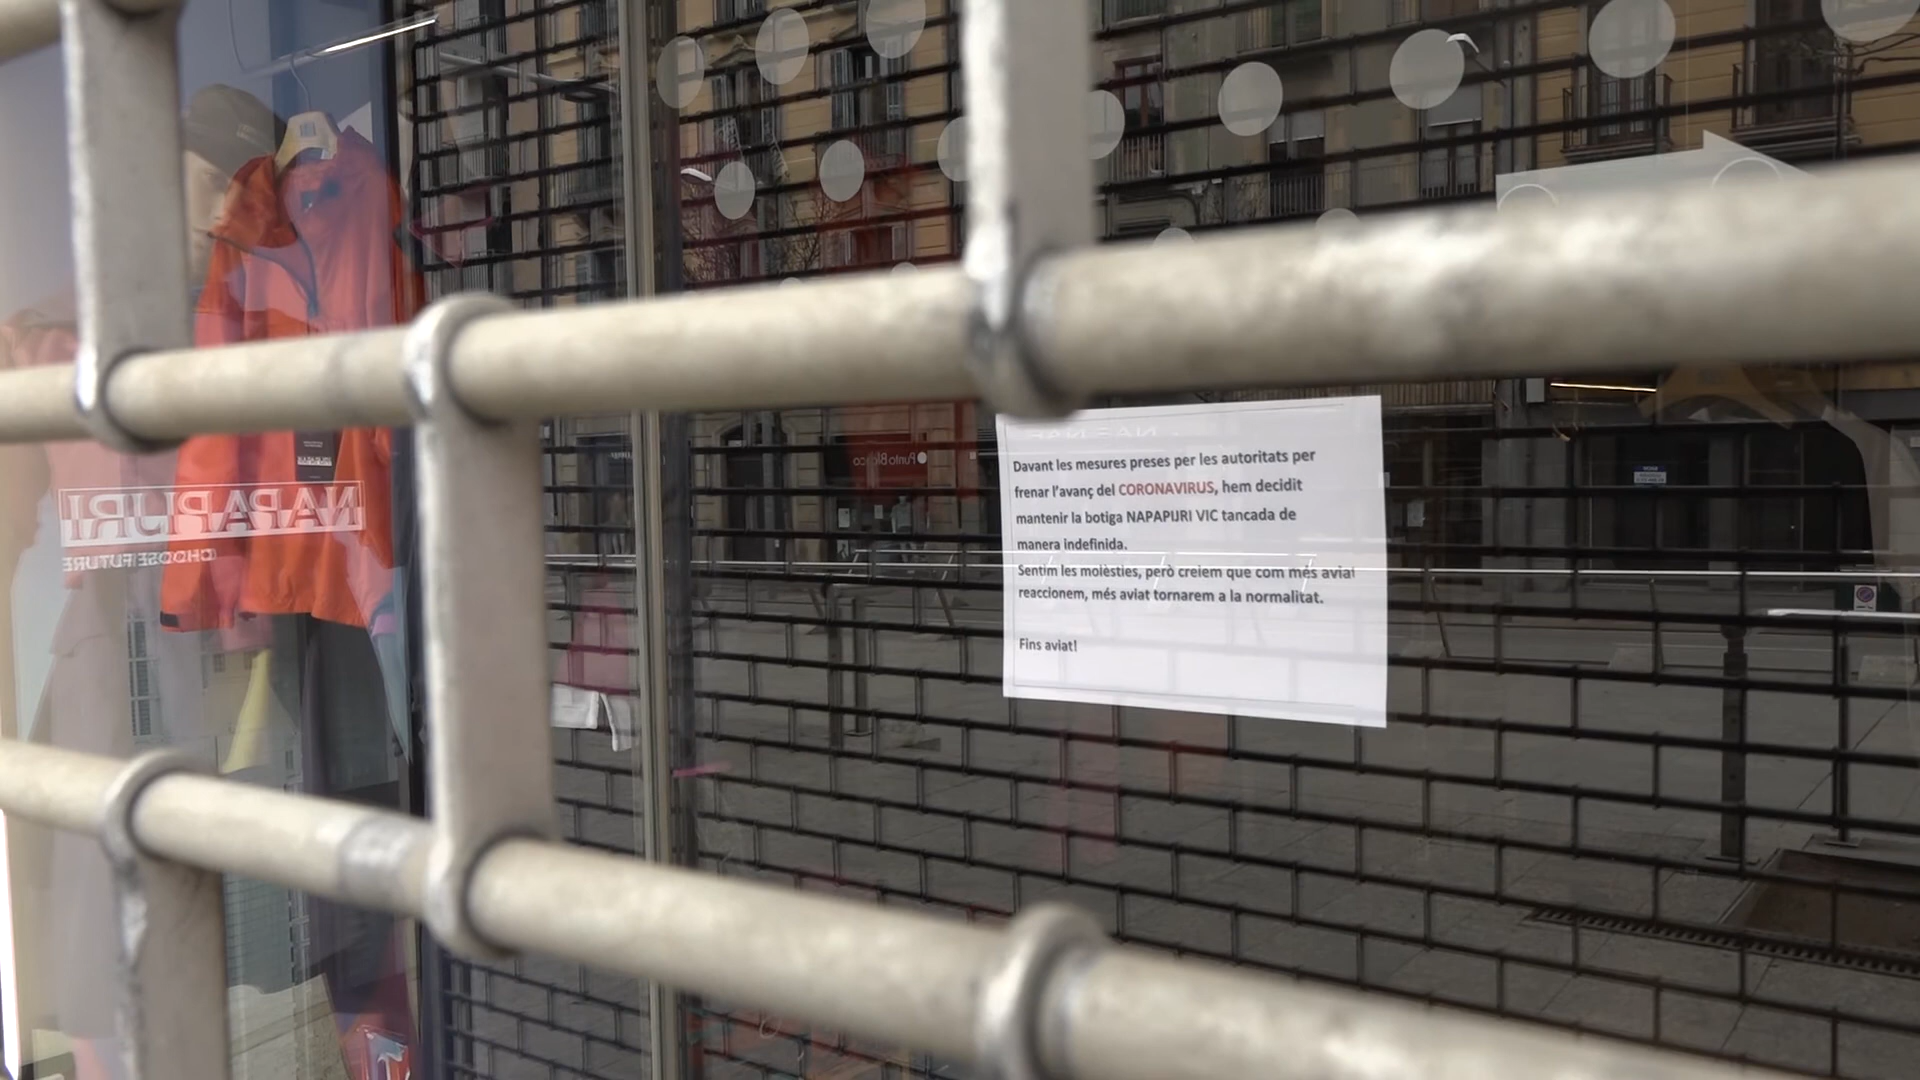 Davant les mesures preses per les autoritats per
frenar l'avanç del CORONAVIRUS, hem decidit
mantenir la botiga NAPAPIJRI VIC tancada de
manera indefinida.
Sentim les molèsties, però creiem que com més aviat
reaccionem, més aviat tornarem a la normalitat.
Fins aviat!
NAPAPIJRI
CHOOSE FUTURE
Punto Blanco